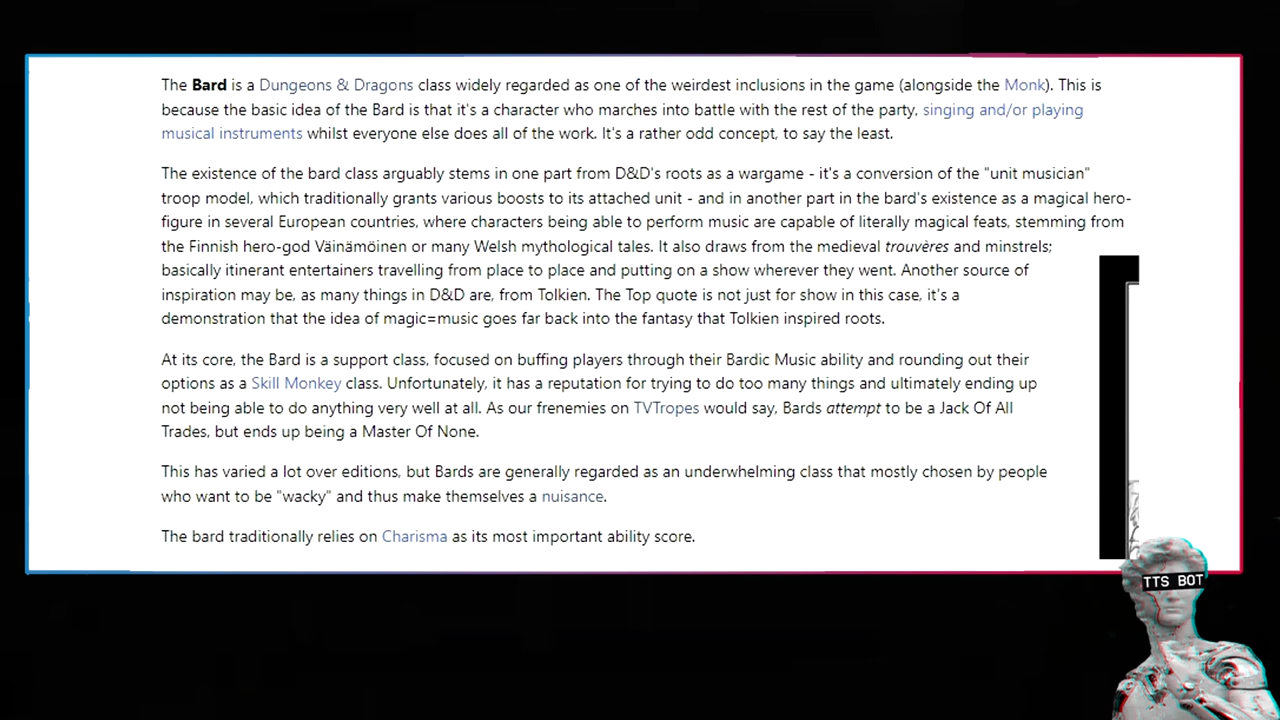 The Bard is a Dungeons & Dragons class widely regarded as one of the weirdest inclusions in the game (alongside the Monk). This is
because the basic idea of the Bard is that it's a character who marches into battle with the rest of the party, singing and/or playing
musical instruments whilst everyone else does all of the work. It's a rather odd concept, to say the least.
The existence of the bard class arguably stems in one part from D&D's roots as a wargame - it's a conversion of the "unit musician"
troop model, which traditionally grants various boosts to its attached unit - and in another part in the bard's existence as a magical hero-
figure in several European countries, where characters being able to perform music are capable of literally magical feats, stemming from
the Finnish hero-god Väinämöinen or many Welsh mythological tales. It also draws from the medieval trouvères and minstrels;
basically itinerant entertainers travelling from place to place and putting on a show wherever they went. Another source of
inspiration may be, as many things in D&D are, from Tolkien. The Top quote is not just for show in this case, it's a
demonstration that the idea of magic=music goes far back into the fantasy that Tolkien inspired roots.
At its core, the Bard is a support class, focused on buffing players through their Bardic Music ability and rounding out their
options as a Skill Monkey class. Unfortunately, it has a reputation for trying to do too many things and ultimately ending up
not being able to do anything very well at all. As our frenemies on TVTropes would say, Bards attempt to be a Jack Of All
Trades, but ends up being a Master Of None.
This has varied a lot over editions, but Bards are generally regarded as an underwhelming class that mostly chosen by people
who want to be "wacky" and thus make themselves a nuisance.
The bard traditionally relies on Charisma as its most important ability score.
TTS BOT